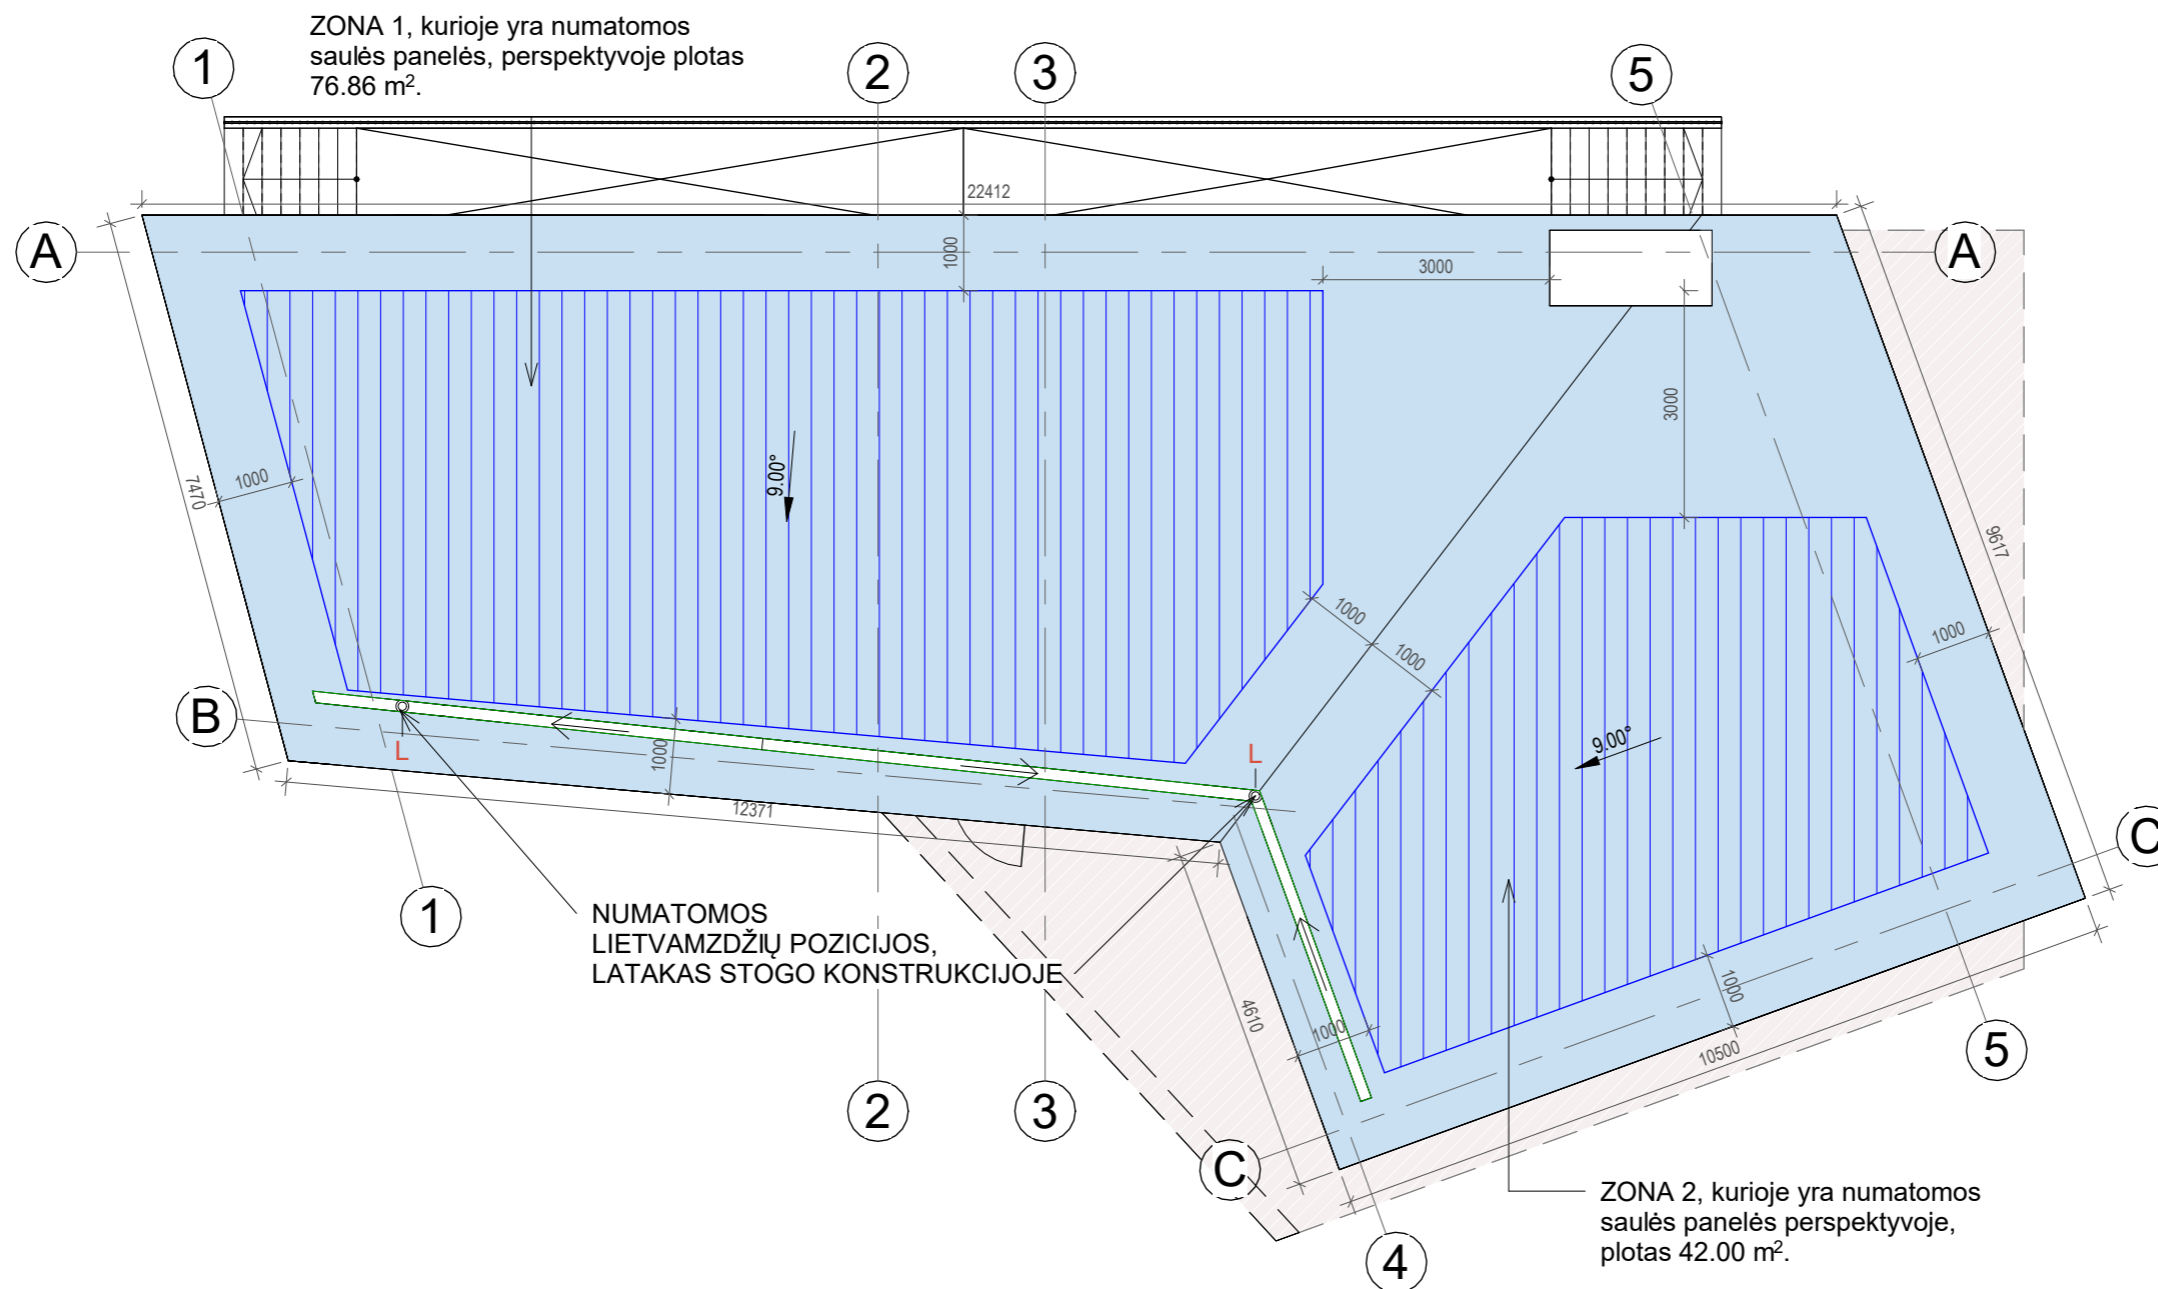 ZONA 1, kurioje yra numatomos
saulės panelės, perspektyvoje plotas
76.86 m².
1
2
3
5
22412
A
A
1000
3000
3000
7470
1000
9.00°
9617
1000
1000
1000
B
L
1000
L
9.00°
12371
C
1
NUMATOMOS
LIETVAMZDŽIŲ POZICIJOS,
LATAKAS STOGO KONSTRUKCIJOJE
4610
1000
1000
10500
5
2
3
C
4
ZONA 2, kurioje yra numatomos
saulės panelės perspektyvoje,
plotas 42.00 m².